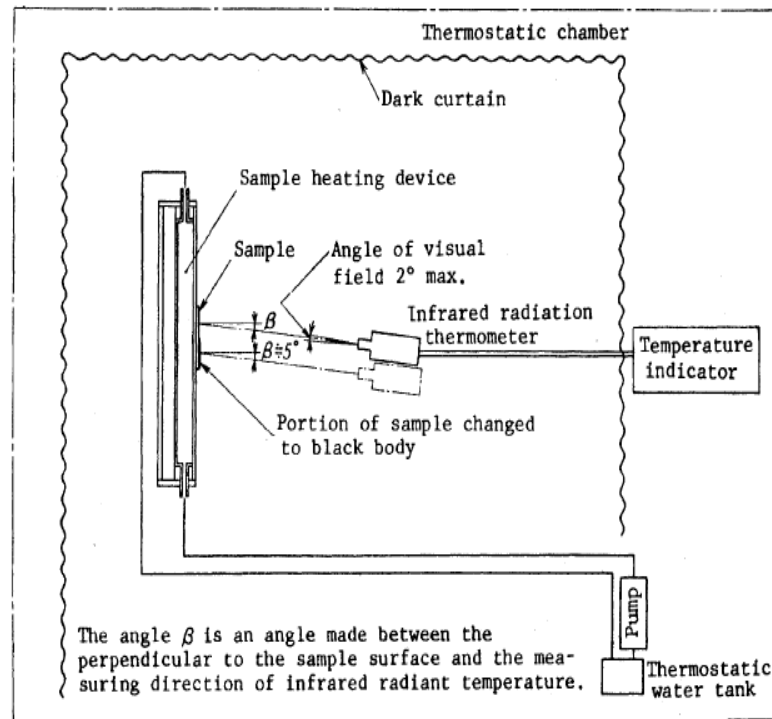 Thermostatic chamber
Dark curtain
Sample heating device
Sample
Angle of visual
field 2° max.
β
Infrared radiation
thermometer
β≒5°
Temperature
indicator
Portion of sample changed
to black body
Pump
The angle β is an angle made between the
perpendicular to the sample surface and the mea-
suring direction of infrared radiant temperature.
Thermostatic
water tank